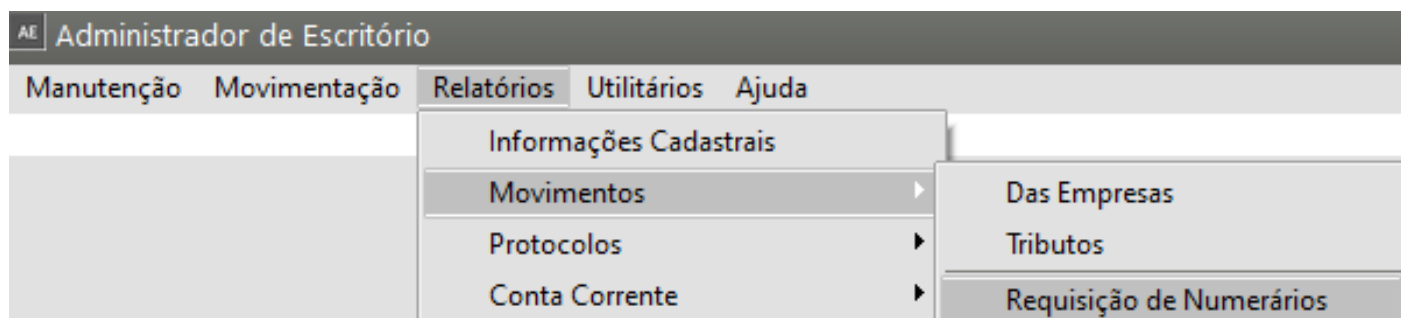 AE Administrador de Escritório
Manutenção Movimentação Relatórios Utilitários Ajuda
Informações Cadastrais
Movimentos
Das Empresas
Protocolos
Tributos
Conta Corrente
Requisição de Numerários